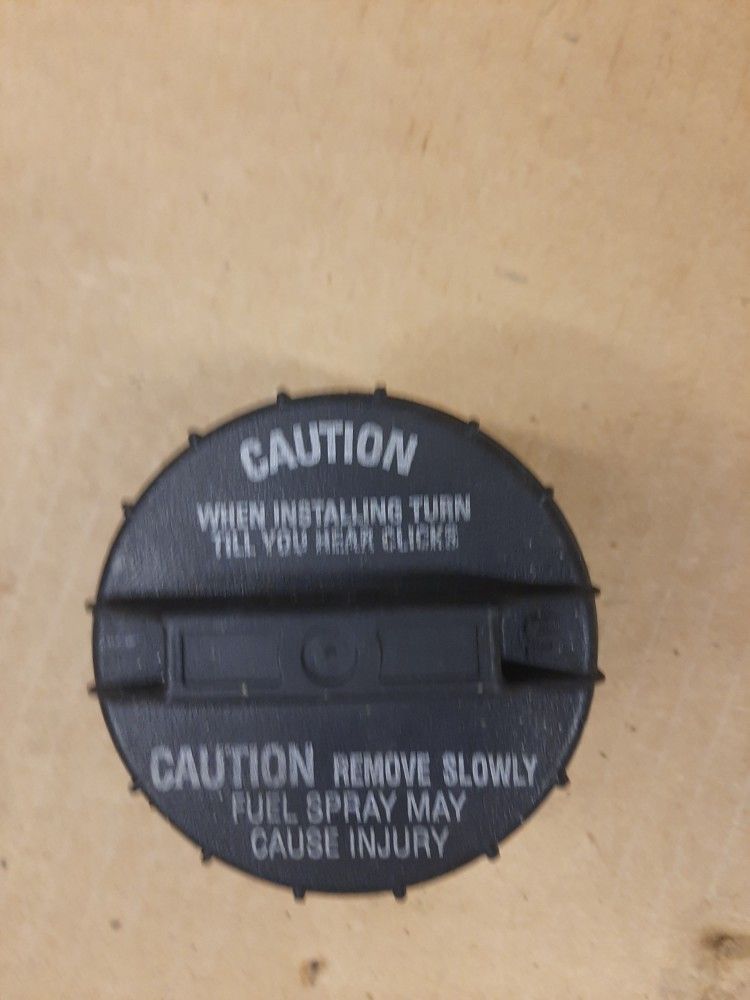 CAUTION
WHEN INSTALLING TURN
TILL YOU HEAR CLICKS
CAUTION REMOVE SLOWLY
FUEL SPRAY MAY
CAUSE INJURY